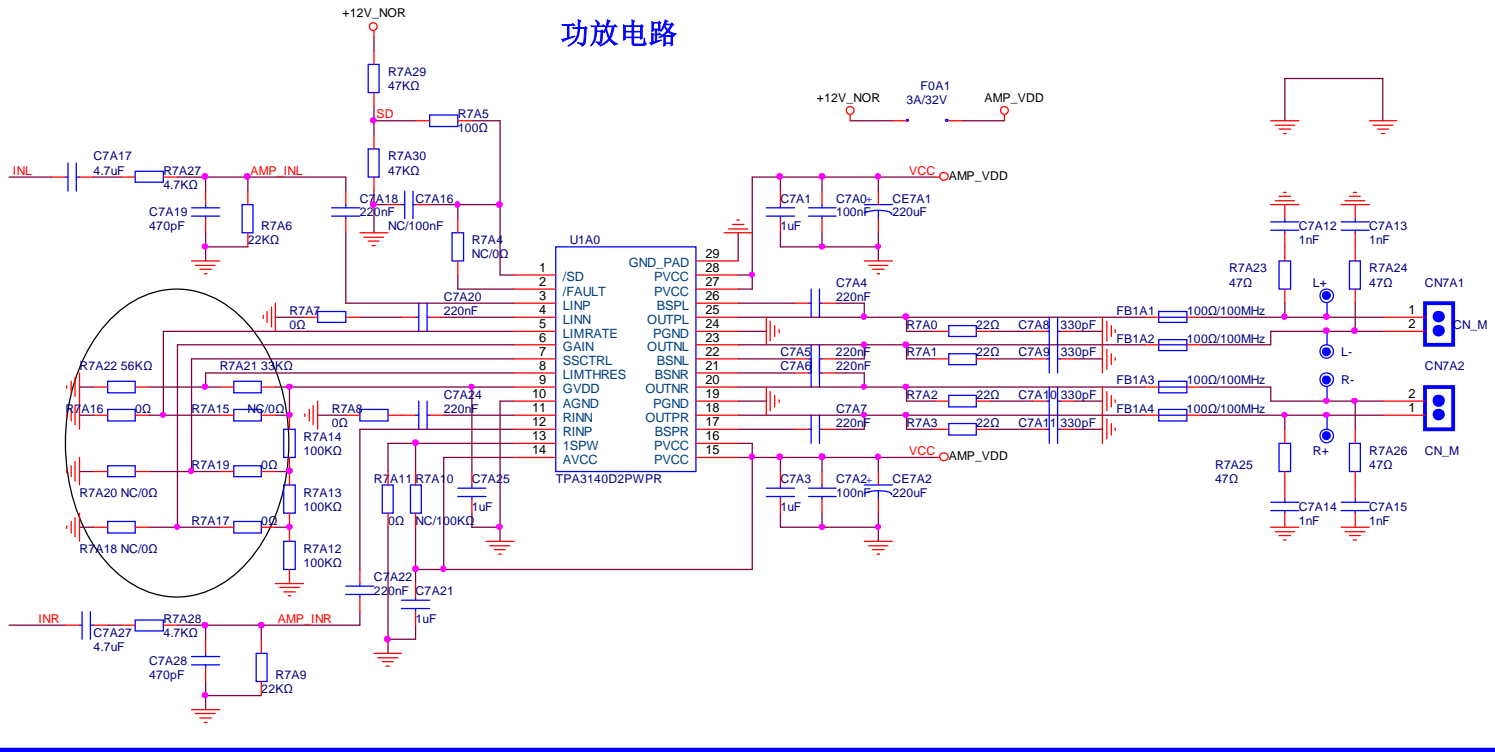 功放电路
+12V_NOR
R7A29
47KΩ
SD
R7A5
100Ω
R7A30
47KΩ
F0A1
3A/32V
+12V_NOR
AMP_VDD
INL
C7A17
4.7uF
R7A27
4.7KΩ
AMP_INL
C7A19
470pF
R7A6
22KΩ
C7A18
220nF
C7A16
NC/100nF
R7A4
NC/0Ω
VCC
AMP_VDD
C7A1
1uF
C7A0
100nF
+
CE7A1
220uF
U1A0
1 /SD
2 /FAULT
3 LINP
4 LINN
5 LIMRATE
6 GAIN
7 SSCTRL
8 LIMTHRES
9 GVDD
10 AGND
11 RINN
12 RINP
13 1SPW
14 AVCC
GND_PAD 29
PVCC 28
PVCC 27
BSPL 26
OUTPL 25
PGND 24
OUTNL 23
BSNL 22
BSNR 21
OUTNR 20
PGND 19
OUTPR 18
BSPR 17
PVCC 16
PVCC 15
TPA3140D2PWPR
R7A7
0Ω
C7A20
220nF
R7A22 56KΩ
R7A21 33KΩ
R7A16
0Ω
R7A15
NC/0Ω
R7A14
100KΩ
R7A20 NC/0Ω
R7A19
0Ω
R7A13
100KΩ
R7A18 NC/0Ω
R7A17
0Ω
R7A12
100KΩ
R7A8
0Ω
C7A24
220nF
R7A11
0Ω
R7A10
NC/100KΩ
C7A25
1uF
C7A22
220nF
C7A21
1uF
INR
C7A27
4.7uF
R7A28
4.7KΩ
AMP_INR
C7A28
470pF
R7A9
22KΩ
C7A4
220nF
C7A5
220nF
C7A6
220nF
C7A7
220nF
R7A0
22Ω
C7A8
330pF
R7A1
22Ω
C7A9
330pF
R7A2
22Ω
C7A10
330pF
R7A3
22Ω
C7A11
330pF
VCC
AMP_VDD
C7A3
1uF
C7A2
100nF
+
CE7A2
220uF
FB1A1
100Ω/100MHz
FB1A2
100Ω/100MHz
FB1A3
100Ω/100MHz
FB1A4
100Ω/100MHz
C7A12
1nF
C7A13
1nF
R7A23
47Ω
R7A24
47Ω
L+
L-
R-
R+
CN7A1
1
2
CN_M
CN7A2
2
1
CN_M
R7A25
47Ω
R7A26
47Ω
C7A14
1nF
C7A15
1nF